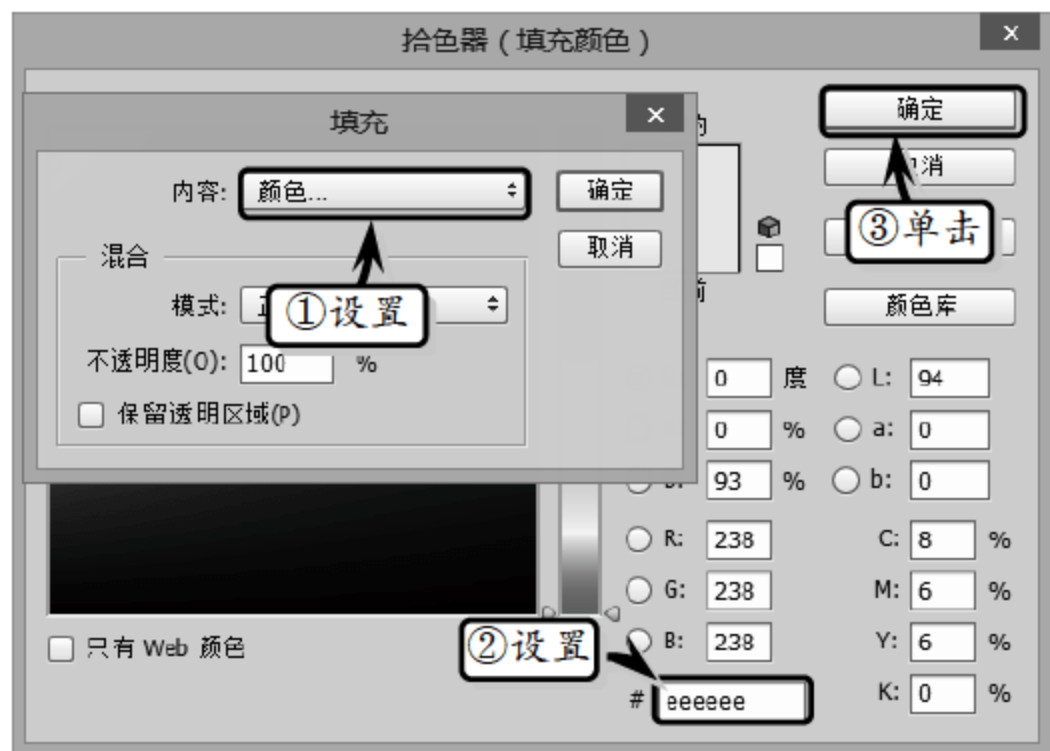 拾色器（填充颜色）
填充
内容: 颜色...
确定
取消
混合
模式:
①设置
不透明度(O): 100 %
保留透明区域(P)
确定
消
③单击
颜色库
0 度
L: 94
0 %
a: 0
93 %
b: 0
R: 238
C: 8 %
G: 238
M: 6 %
B: 238
Y: 6 %
只有 Web 颜色
②设置
# eeeeee
K: 0 %